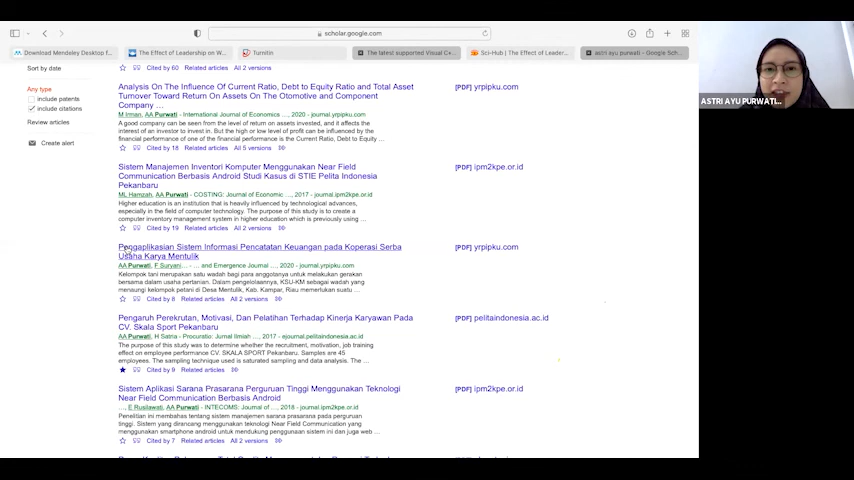 scholar.google.com
Download Mendeley Desktop f...
The Effect of Leadership on W...
Turnitin
The latest supported Visual C+...
Sci-Hub | The Effect of Leader...
astri ayu purwati - Google Sch...
Sort by date
Any type
include patents
include citations
Review articles
Create alert
Cited by 60 Related articles All 2 versions
Analysis On The Influence Of Current Ratio, Debt to Equity Ratio and Total Asset
Turnover Toward Return On Assets On The Otomotive and Component
Company ...
[PDF] yrpipku.com
M Irman, AA Purwati - International Journal of Economics ..., 2020 - journal.yrpipku.com
A good company can be seen from the level of return on assets invested, and it affects the
interest of an investor to invest in. But the high or low level of profit can be influenced by the
financial performance of one of the financial performance is the Current Ratio, Debt to Equity ...
Cited by 18 Related articles All 5 versions
Sistem Manajemen Inventori Komputer Menggunakan Near Field
Communication Berbasis Android Studi Kasus di STIE Pelita Indonesia
Pekanbaru
[PDF] ipm2kpe.or.id
ML Hamzah, AA Purwati - COSTING: Journal of Economic ..., 2017 - journal.ipm2kpe.or.id
Higher education is an institution that is heavily influenced by technological advances,
especially in the field of computer technology. The purpose of this study is to create a
computer inventory management system in higher education which is previously using ...
Cited by 19 Related articles All 2 versions
Pengaplikasian Sistem Informasi Pencatatan Keuangan pada Koperasi Serba
Usaha Karya Mentulik
[PDF] yrpipku.com
AA Purwati, F Suryani... - ... and Emergence Journal ..., 2020 - journal.yrpipku.com
Kelompok tani merupakan satu wadah bagi para anggotanya untuk melakukan gerakan
bersama dalam usaha pertanian. Dalam pengelolaannya, KSU-KM sebagai wadah yang
menaungi kelompok petani di Desa Mentulik, Kab. Kampar, Riau memerlukan suatu ...
Cited by 8 Related articles All 2 versions
Pengaruh Perekrutan, Motivasi, Dan Pelatihan Terhadap Kinerja Karyawan Pada
CV. Skala Sport Pekanbaru
[PDF] pelitaindonesia.ac.id
AA Purwati, H Satria - Procuratio: Jurnal Ilmiah ..., 2017 - ejournal.pelitaindonesia.ac.id
The purpose of this study was to determine whether the recruitment, motivation, job training
effect on employee performance CV. SKALA SPORT Pekanbaru. Samples are 45
employees. The sampling technique used is saturated sampling and data analysis. The ...
Cited by 9 Related articles
Sistem Aplikasi Sarana Prasarana Perguruan Tinggi Menggunakan Teknologi
Near Field Communication Berbasis Android
[PDF] ipm2kpe.or.id
..., E Rusilawati, AA Purwati - INTECOMS: Journal of ..., 2018 - journal.ipm2kpe.or.id
Penelitian ini membahas tentang sistem manajemen sarana prasarana pada perguruan
tinggi. Sistem yang dirancang menggunakan teknologi Near Field Communication yang
menggunakan smartphone android untuk mendukung penggunaan sistem ini dan juga web ...
Cited by 7 Related articles All 2 versions
ASTRI AYU PURWATI...